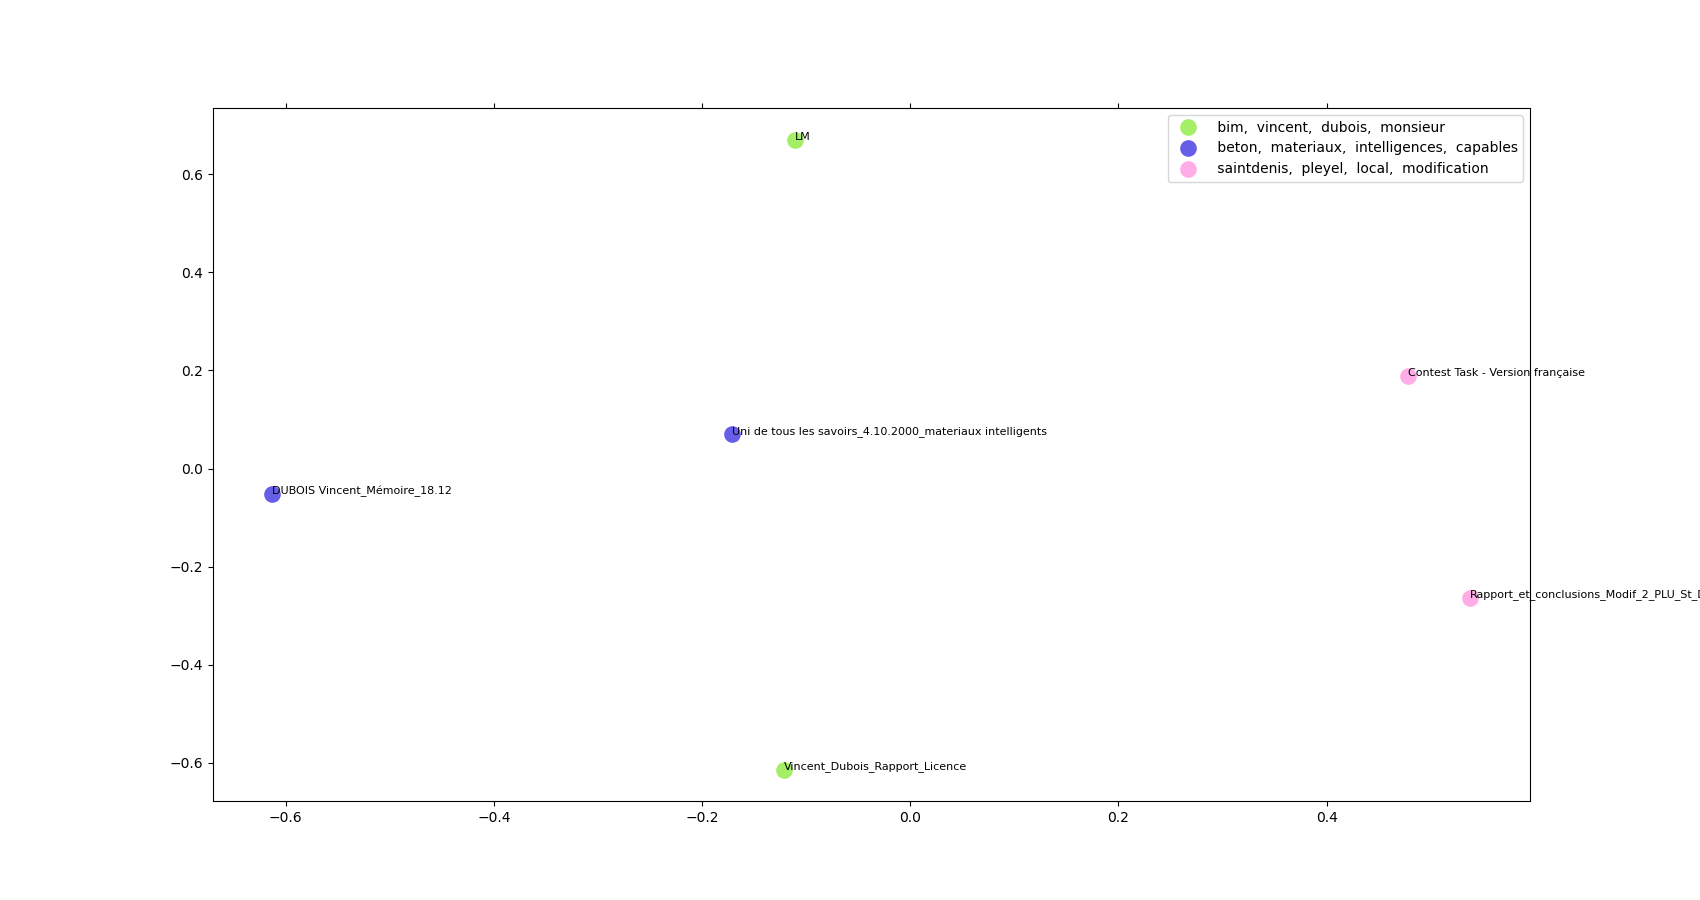 bim, vincent, dubois, monsieur
beton, materiaux, intelligences, capables
saintdenis, pleyel, local, modification
LM
Contest Task - Version française
Uni de tous les savoirs_4.10.2000_materiaux intelligents
DUBOIS Vincent_Mémoire_18.12
Rapport_et_conclusions_Modif_2_PLU_St_D
Vincent_Dubois_Rapport_Licence
0.6
0.4
0.2
0.0
−0.2
−0.4
−0.6
−0.6 −0.4 −0.2 0.0 0.2 0.4